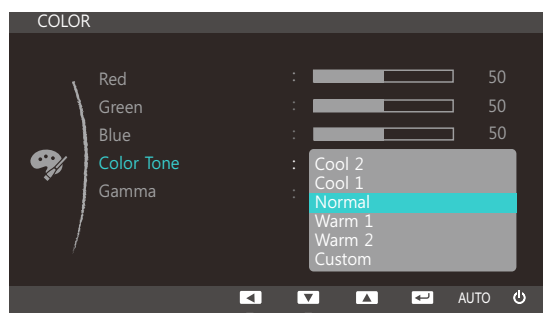 COLOR
Red : 50
Green : 50
Blue : 50
Color Tone : Cool 2
Cool 1
Gamma : Normal
Warm 1
Warm 2
Custom
AUTO